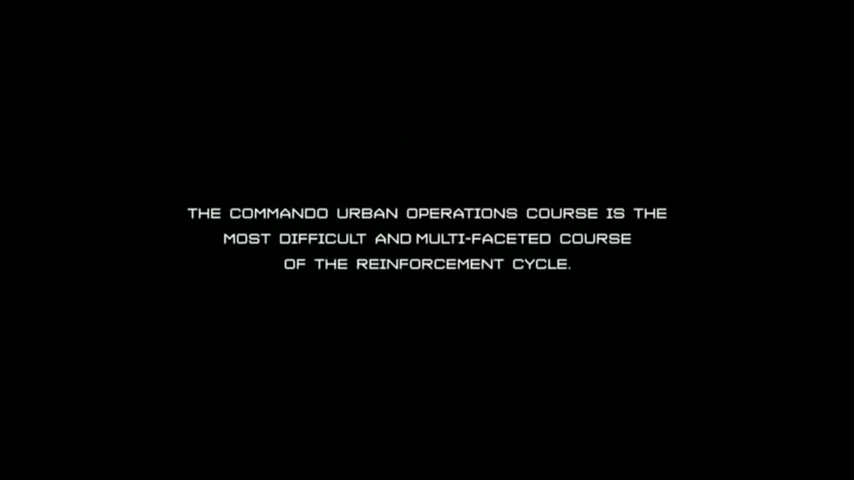 THE COMMANDO URBAN OPERATIONS COURSE IS THE
MOST DIFFICULT AND MULTI-FACETED COURSE
OF THE REINFORCEMENT CYCLE.